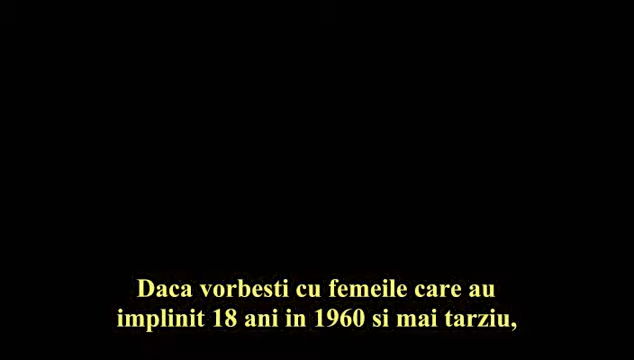 Daca vorbesti cu femeile care au
implinit 18 ani in 1960 si mai tarziu,